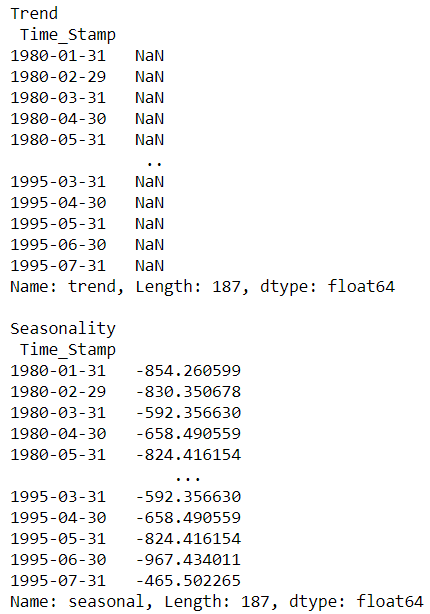 Trend
Time_Stamp
1980-01-31 NaN
1980-02-29 NaN
1980-03-31 NaN
1980-04-30 NaN
1980-05-31 NaN
..
1995-03-31 NaN
1995-04-30 NaN
1995-05-31 NaN
1995-06-30 NaN
1995-07-31 NaN
Name: trend, Length: 187, dtype: float64
Seasonality
Time_Stamp
1980-01-31 -854.260599
1980-02-29 -830.350678
1980-03-31 -592.356630
1980-04-30 -658.490559
1980-05-31 -824.416154
...
1995-03-31 -592.356630
1995-04-30 -658.490559
1995-05-31 -824.416154
1995-06-30 -967.434011
1995-07-31 -465.502265
Name: seasonal, Length: 187, dtype: float64